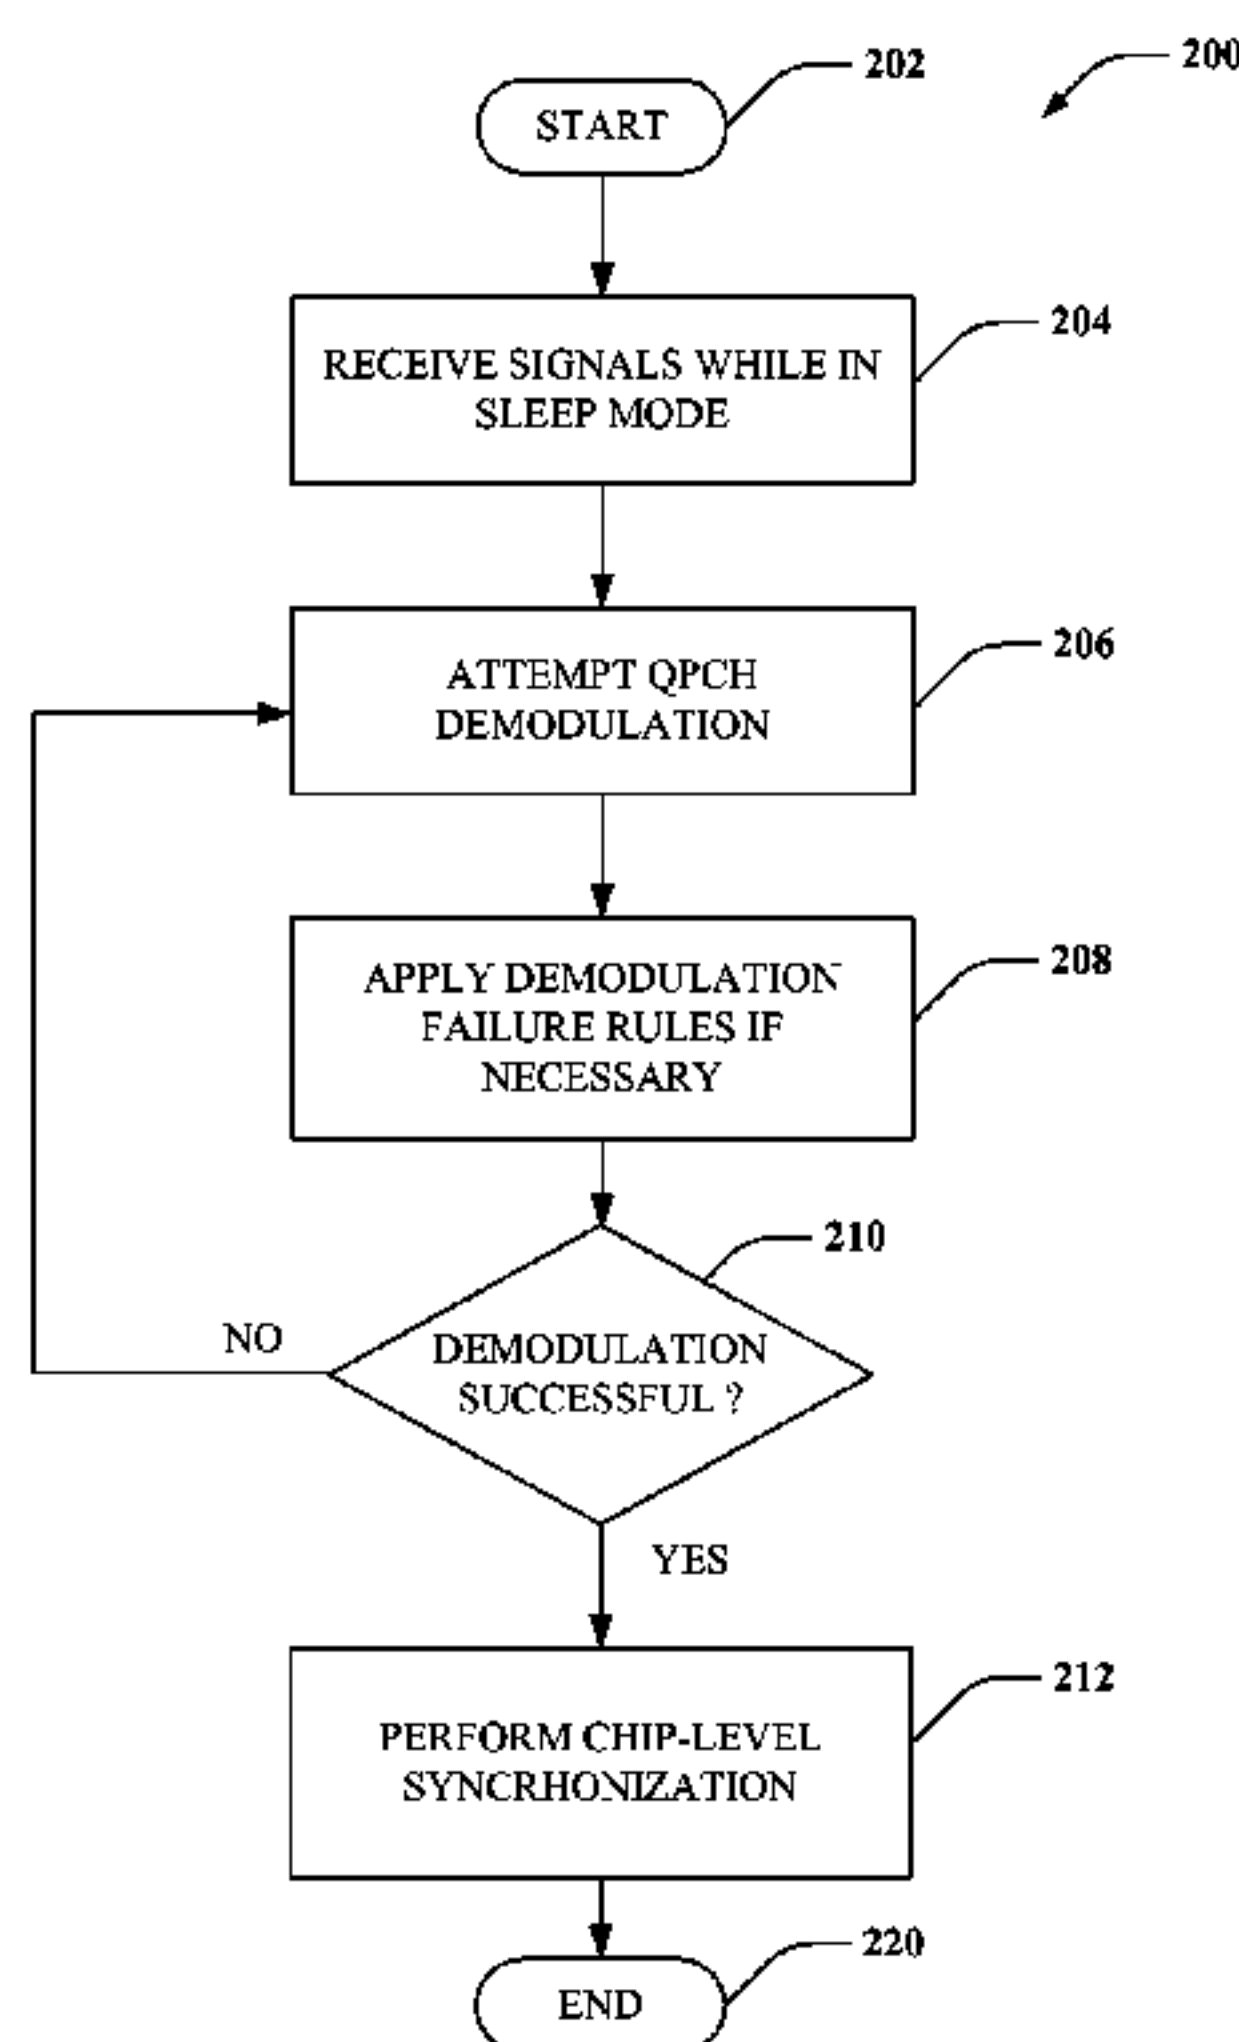 200
202
START
204
RECEIVE SIGNALS WHILE IN
SLEEP MODE
206
ATTEMPT QPCH
DEMODULATION
208
APPLY DEMODULATION
FAILURE RULES IF
NECESSARY
210
DEMODULATION
SUCCESSFUL ?
NO
YES
212
PERFORM CHIP-LEVEL
SYNCRHONIZATION
220
END